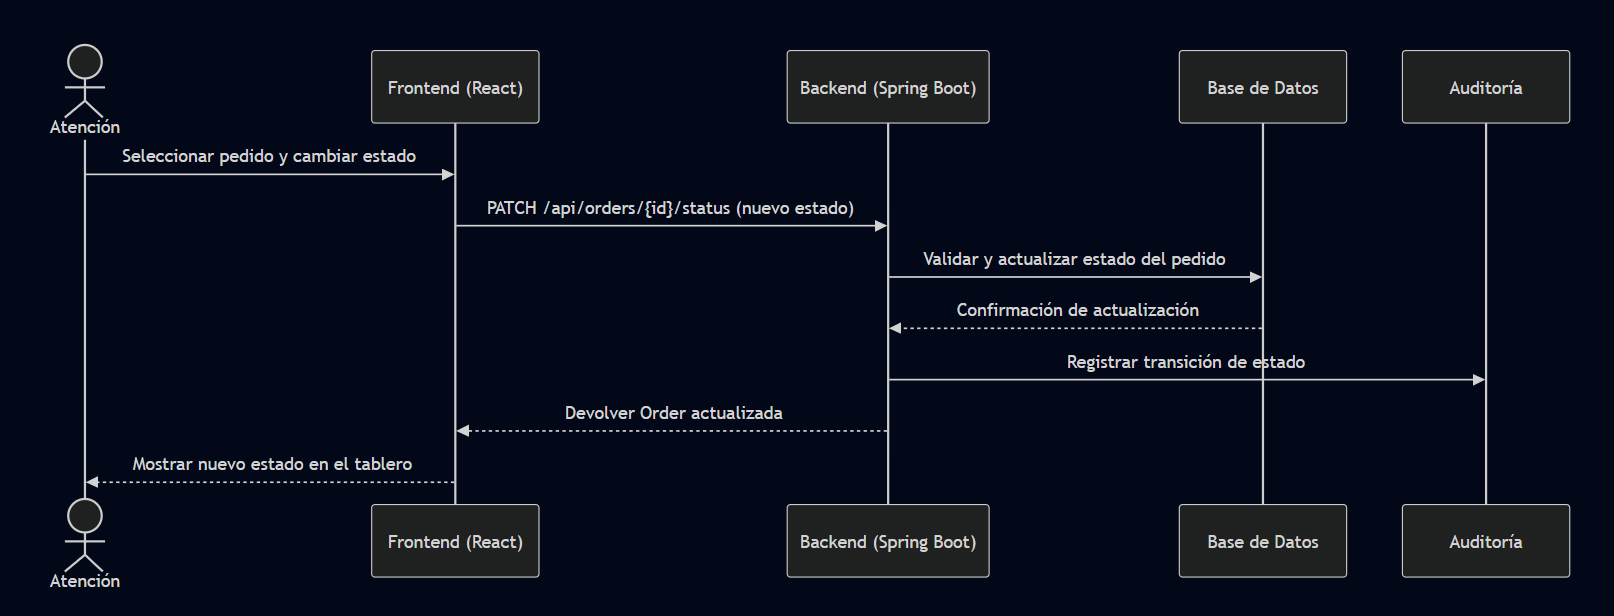 Atención
Frontend (React)
Backend (Spring Boot)
Base de Datos
Auditoría
Seleccionar pedido y cambiar estado
PATCH /api/orders/{id}/status (nuevo estado)
Validar y actualizar estado del pedido
Confirmación de actualización
Registrar transición de estado
Devolver Order actualizada
Mostrar nuevo estado en el tablero
Atención
Frontend (React)
Backend (Spring Boot)
Base de Datos
Auditoría